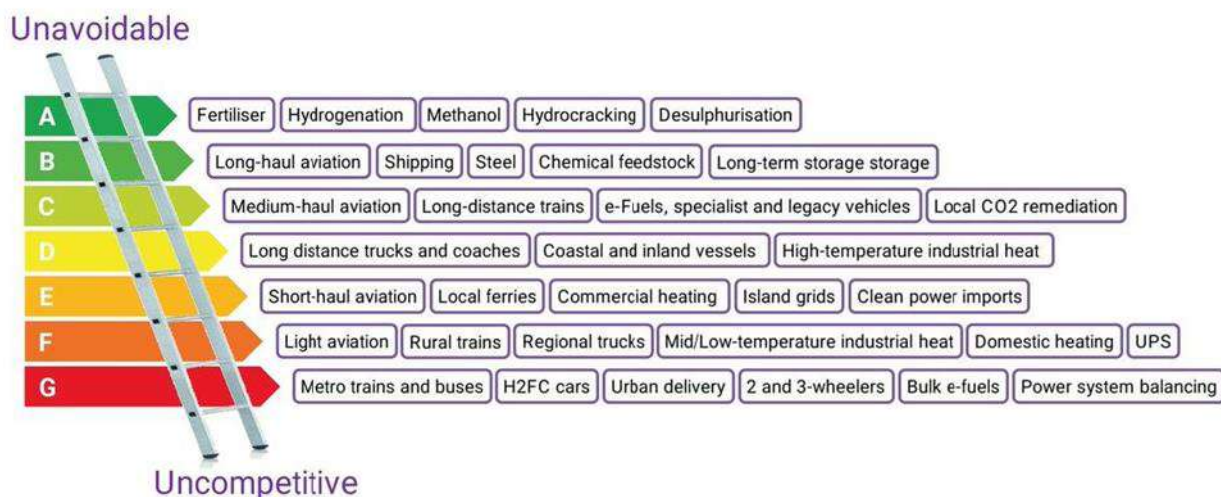 Unavoidable
A Fertiliser Hydrogenation Methanol Hydrocracking Desulphurisation
B Long-haul aviation Shipping Steel Chemical feedstock Long-term storage storage
C Medium-haul aviation Long-distance trains e-Fuels, specialist and legacy vehicles Local CO2 remediation
D Long distance trucks and coaches Coastal and inland vessels High-temperature industrial heat
E Short-haul aviation Local ferries Commercial heating Island grids Clean power imports
F Light aviation Rural trains Regional trucks Mid/Low-temperature industrial heat Domestic heating UPS
G Metro trains and buses H2FC cars Urban delivery 2 and 3-wheelers Bulk e-fuels Power system balancing
Uncompetitive